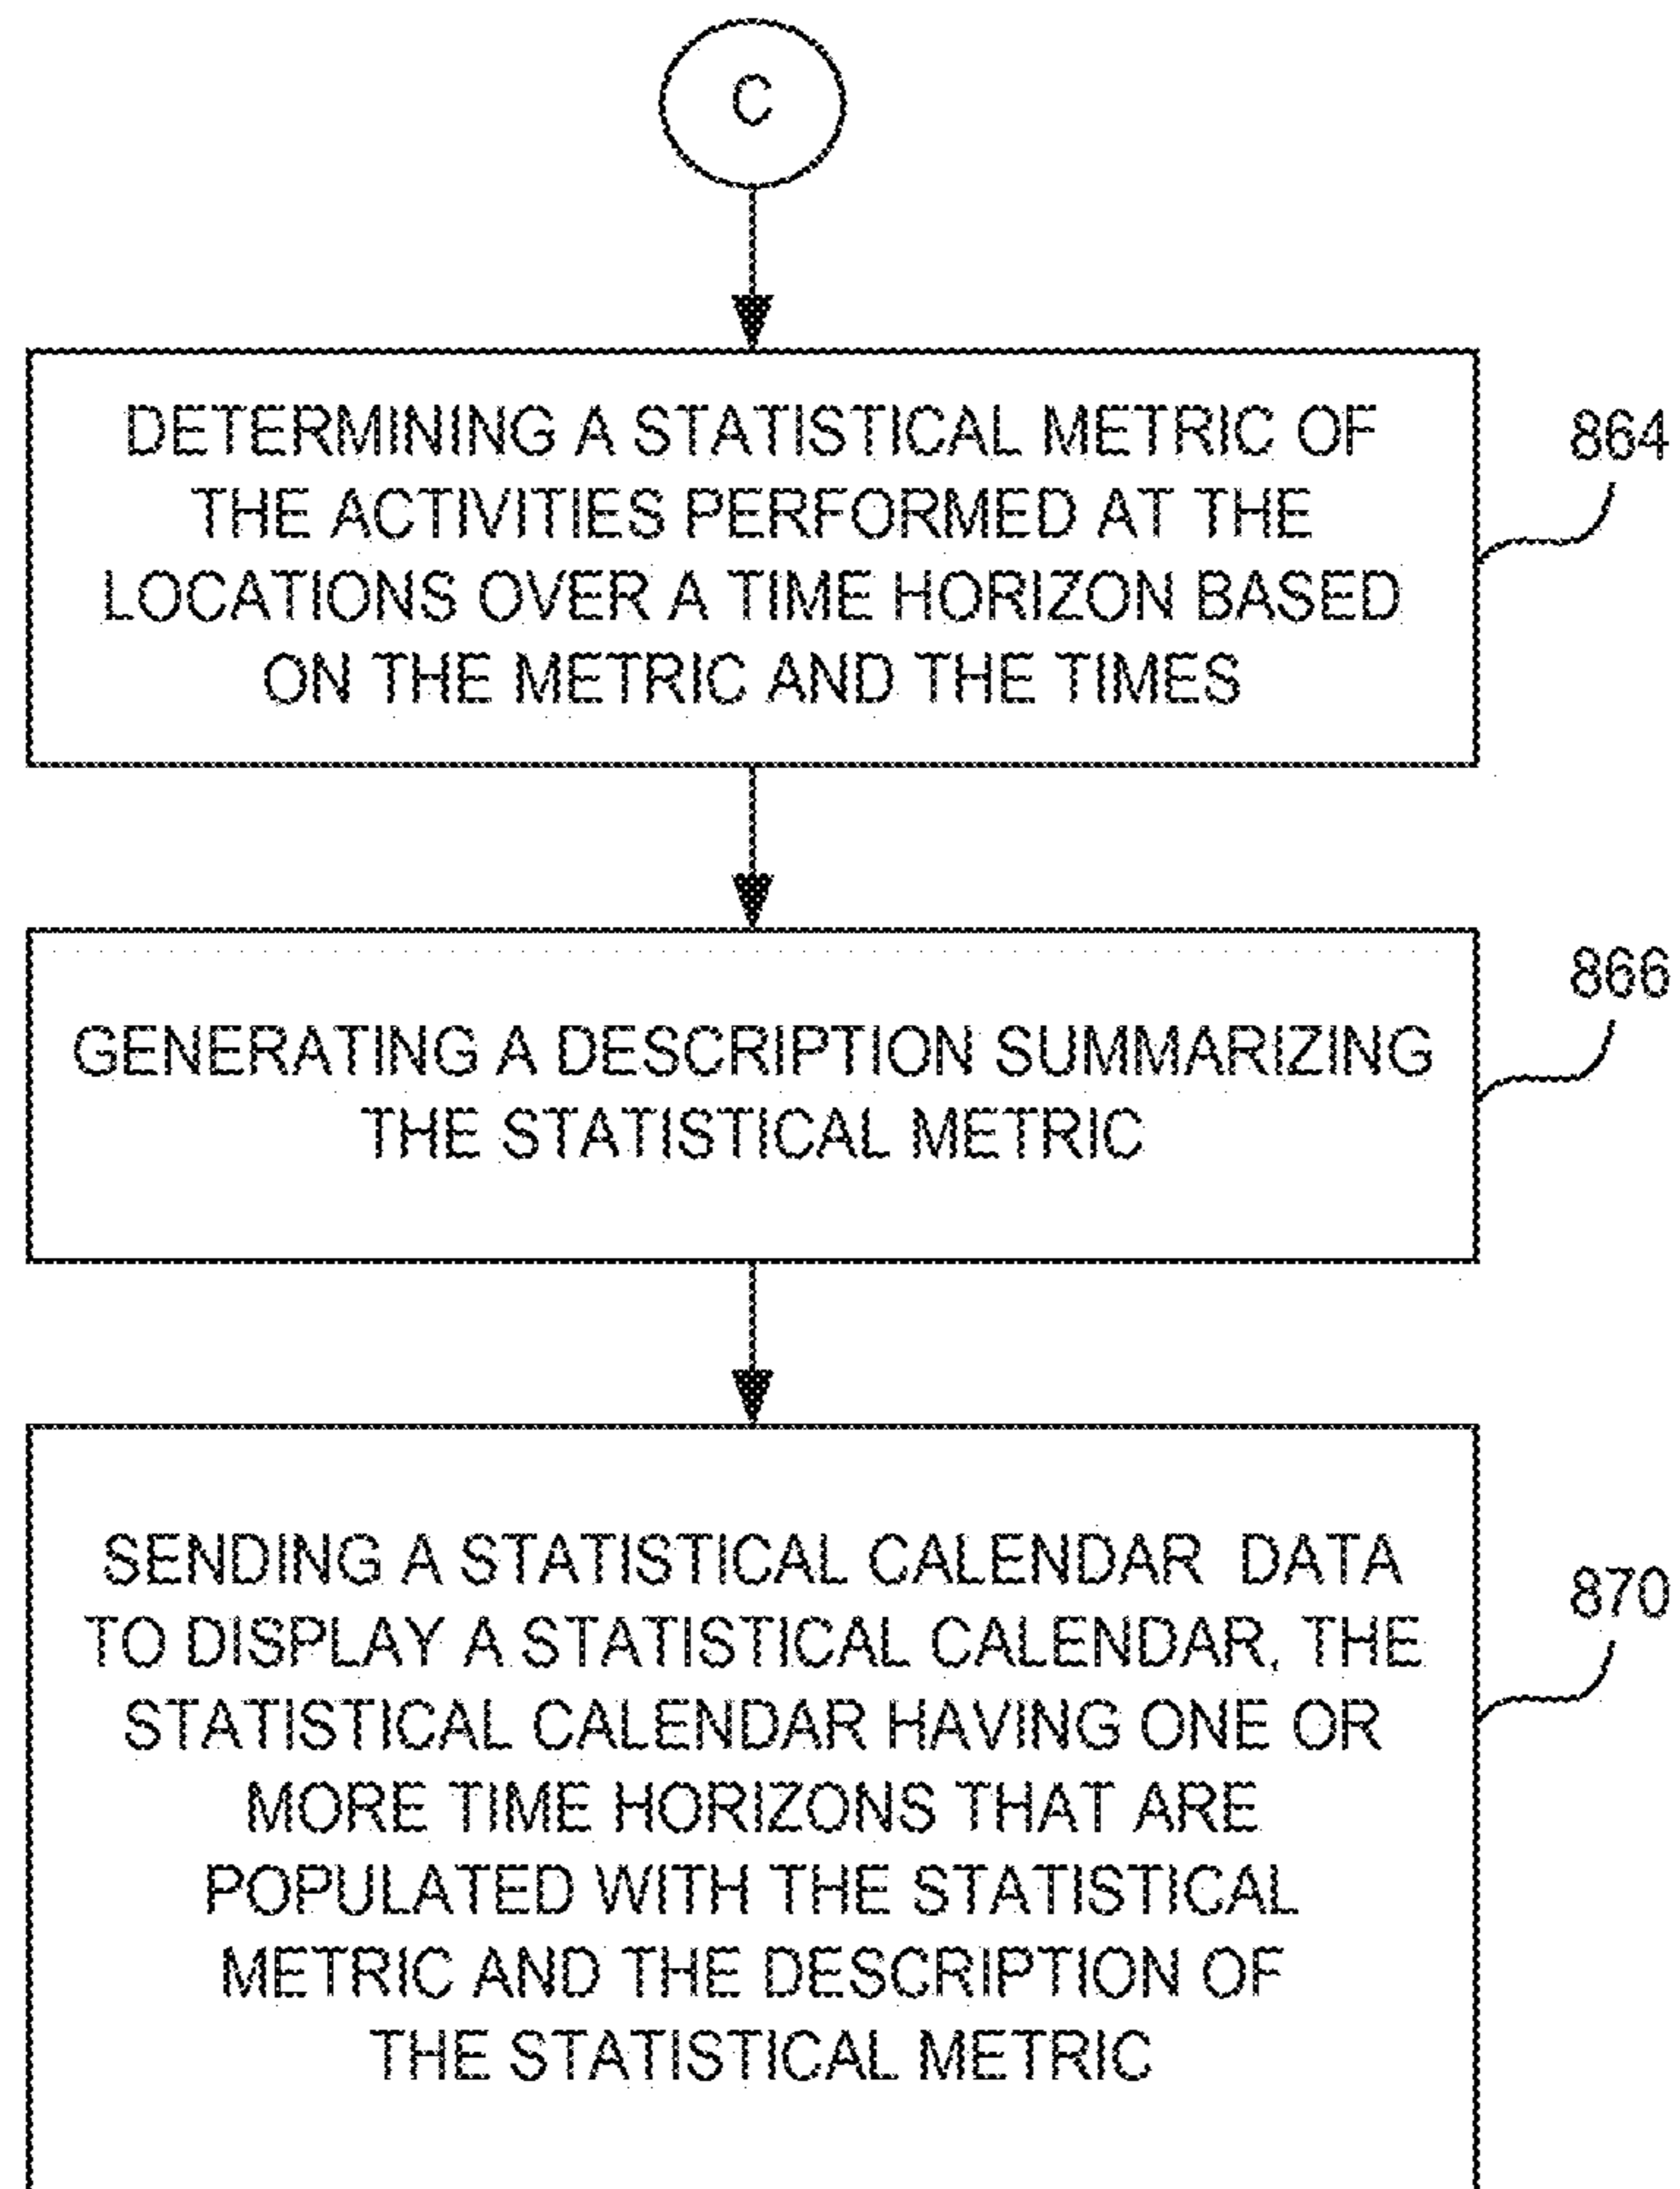 C
DETERMINING A STATISTICAL METRIC OF
THE ACTIVITIES PERFORMED AT THE
LOCATIONS OVER A TIME HORIZON BASED
ON THE METRIC AND THE TIMES
864
GENERATING A DESCRIPTION SUMMARIZING
THE STATISTICAL METRIC
866
SENDING A STATISTICAL CALENDAR DATA
TO DISPLAY A STATISTICAL CALENDAR, THE
STATISTICAL CALENDAR HAVING ONE OR
MORE TIME HORIZONS THAT ARE
POPULATED WITH THE STATISTICAL
METRIC AND THE DESCRIPTION OF
THE STATISTICAL METRIC
870